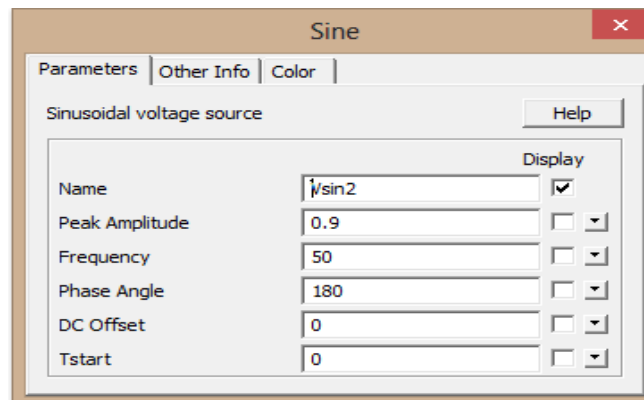 Sine
Parameters Other Info Color
Sinusoidal voltage source Help
Display
Name Vsin2
Peak Amplitude 0.9
Frequency 50
Phase Angle 180
DC Offset 0
Tstart 0